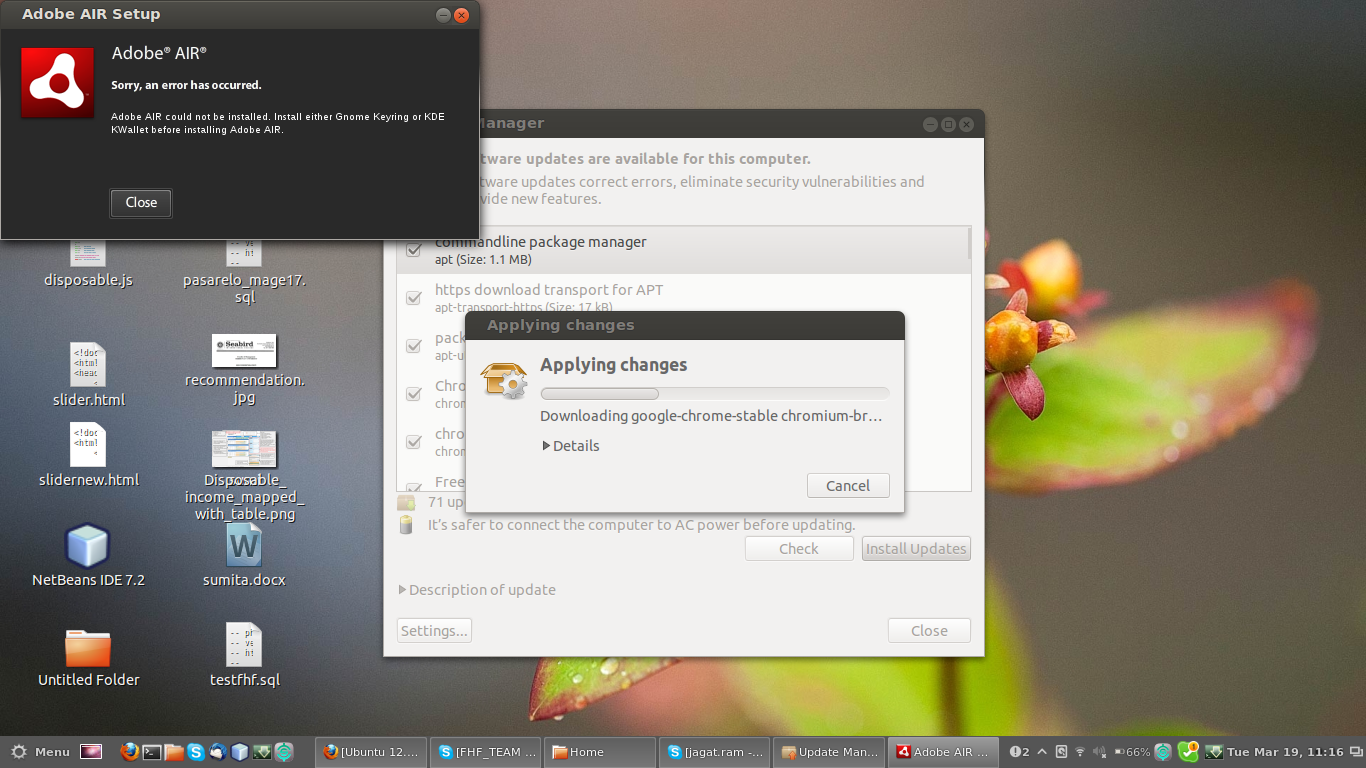 Adobe AIR Setup
Adobe® AIR®
Sorry, an error has occurred.
Adobe AIR could not be installed. Install either Gnome Keyring or KDE
KWallet before installing Adobe AIR.
Close
Manager
tware updates are available for this computer.
tware updates correct errors, eliminate security vulnerabilities and
vide new features.
commandline package manager
apt (Size: 1.1 MB)
https download transport for APT
apt-transport-https (Size: 17 kB)
pack
apt-u
Chro
chrom
chro
chrom
Free
71 up
It's safer to connect the computer to AC power before updating.
Check
Install Updates
Description of update
Settings...
Close
Applying changes
Applying changes
Downloading google-chrome-stable chromium-br...
Details
Cancel
disposable.js
pasarelo_mage17.
sql
slider.html
Seabird
recommendation.
jpg
slidernew.html
Disposable_
income_mapped_
with_table.png
NetBeans IDE 7.2
W
sumita.docx
Untitled Folder
testfhf.sql
Menu
[Ubuntu 12....
[FHF_TEAM ...
Home
[jagat.ram -...
Update Man...
Adobe AIR ...
2
66%
1
Tue Mar 19, 11:16